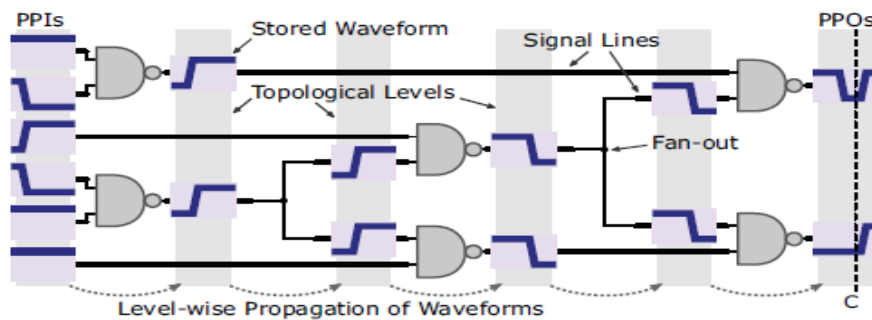 PPIs
Stored Waveform
Signal Lines
PPOs
Topological Levels
Fan-out
Level-wise Propagation of Waveforms
C